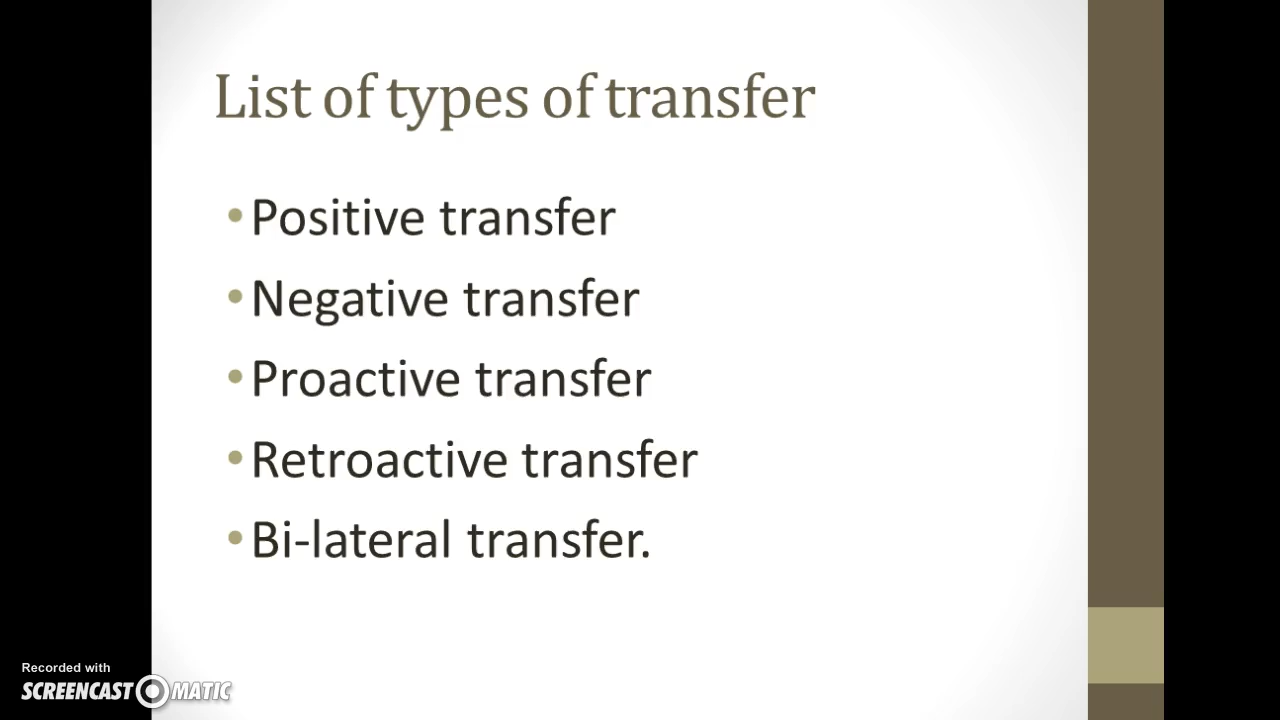 List of types of transfer
•Positive transfer
•Negative transfer
•Proactive transfer
•Retroactive transfer
•Bi-lateral transfer.
Recorded with
SCREENCAST MATIC